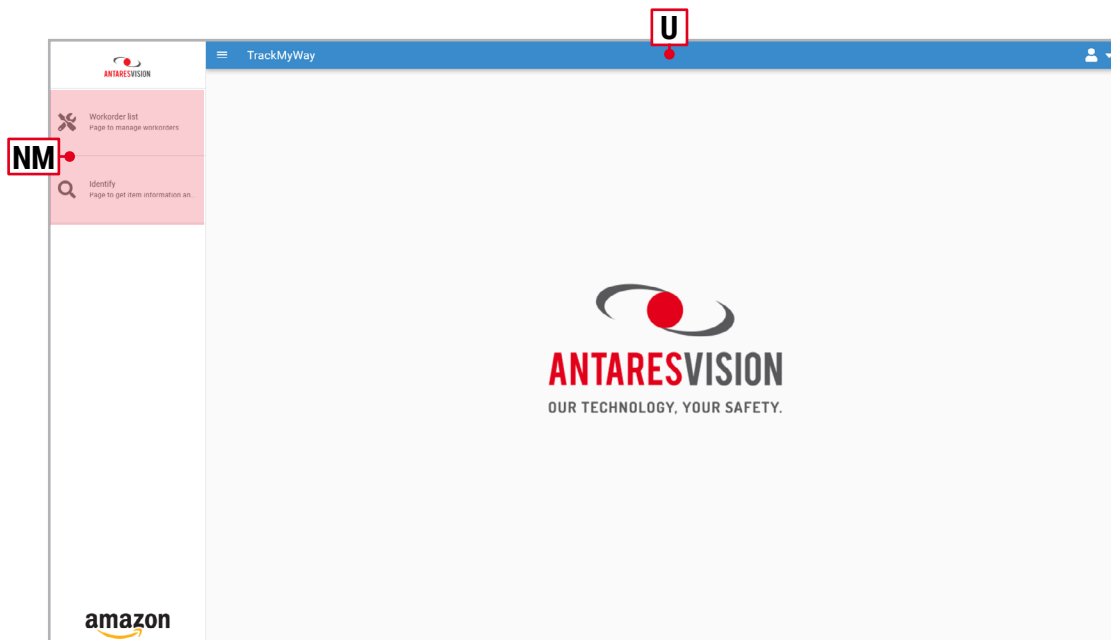 U
TrackMyWay
ANTARESVISION
Workorder list
Page to manage workorders
NM
Identify
Page to get item information an...
ANTARESVISION
OUR TECHNOLOGY, YOUR SAFETY.
amazon